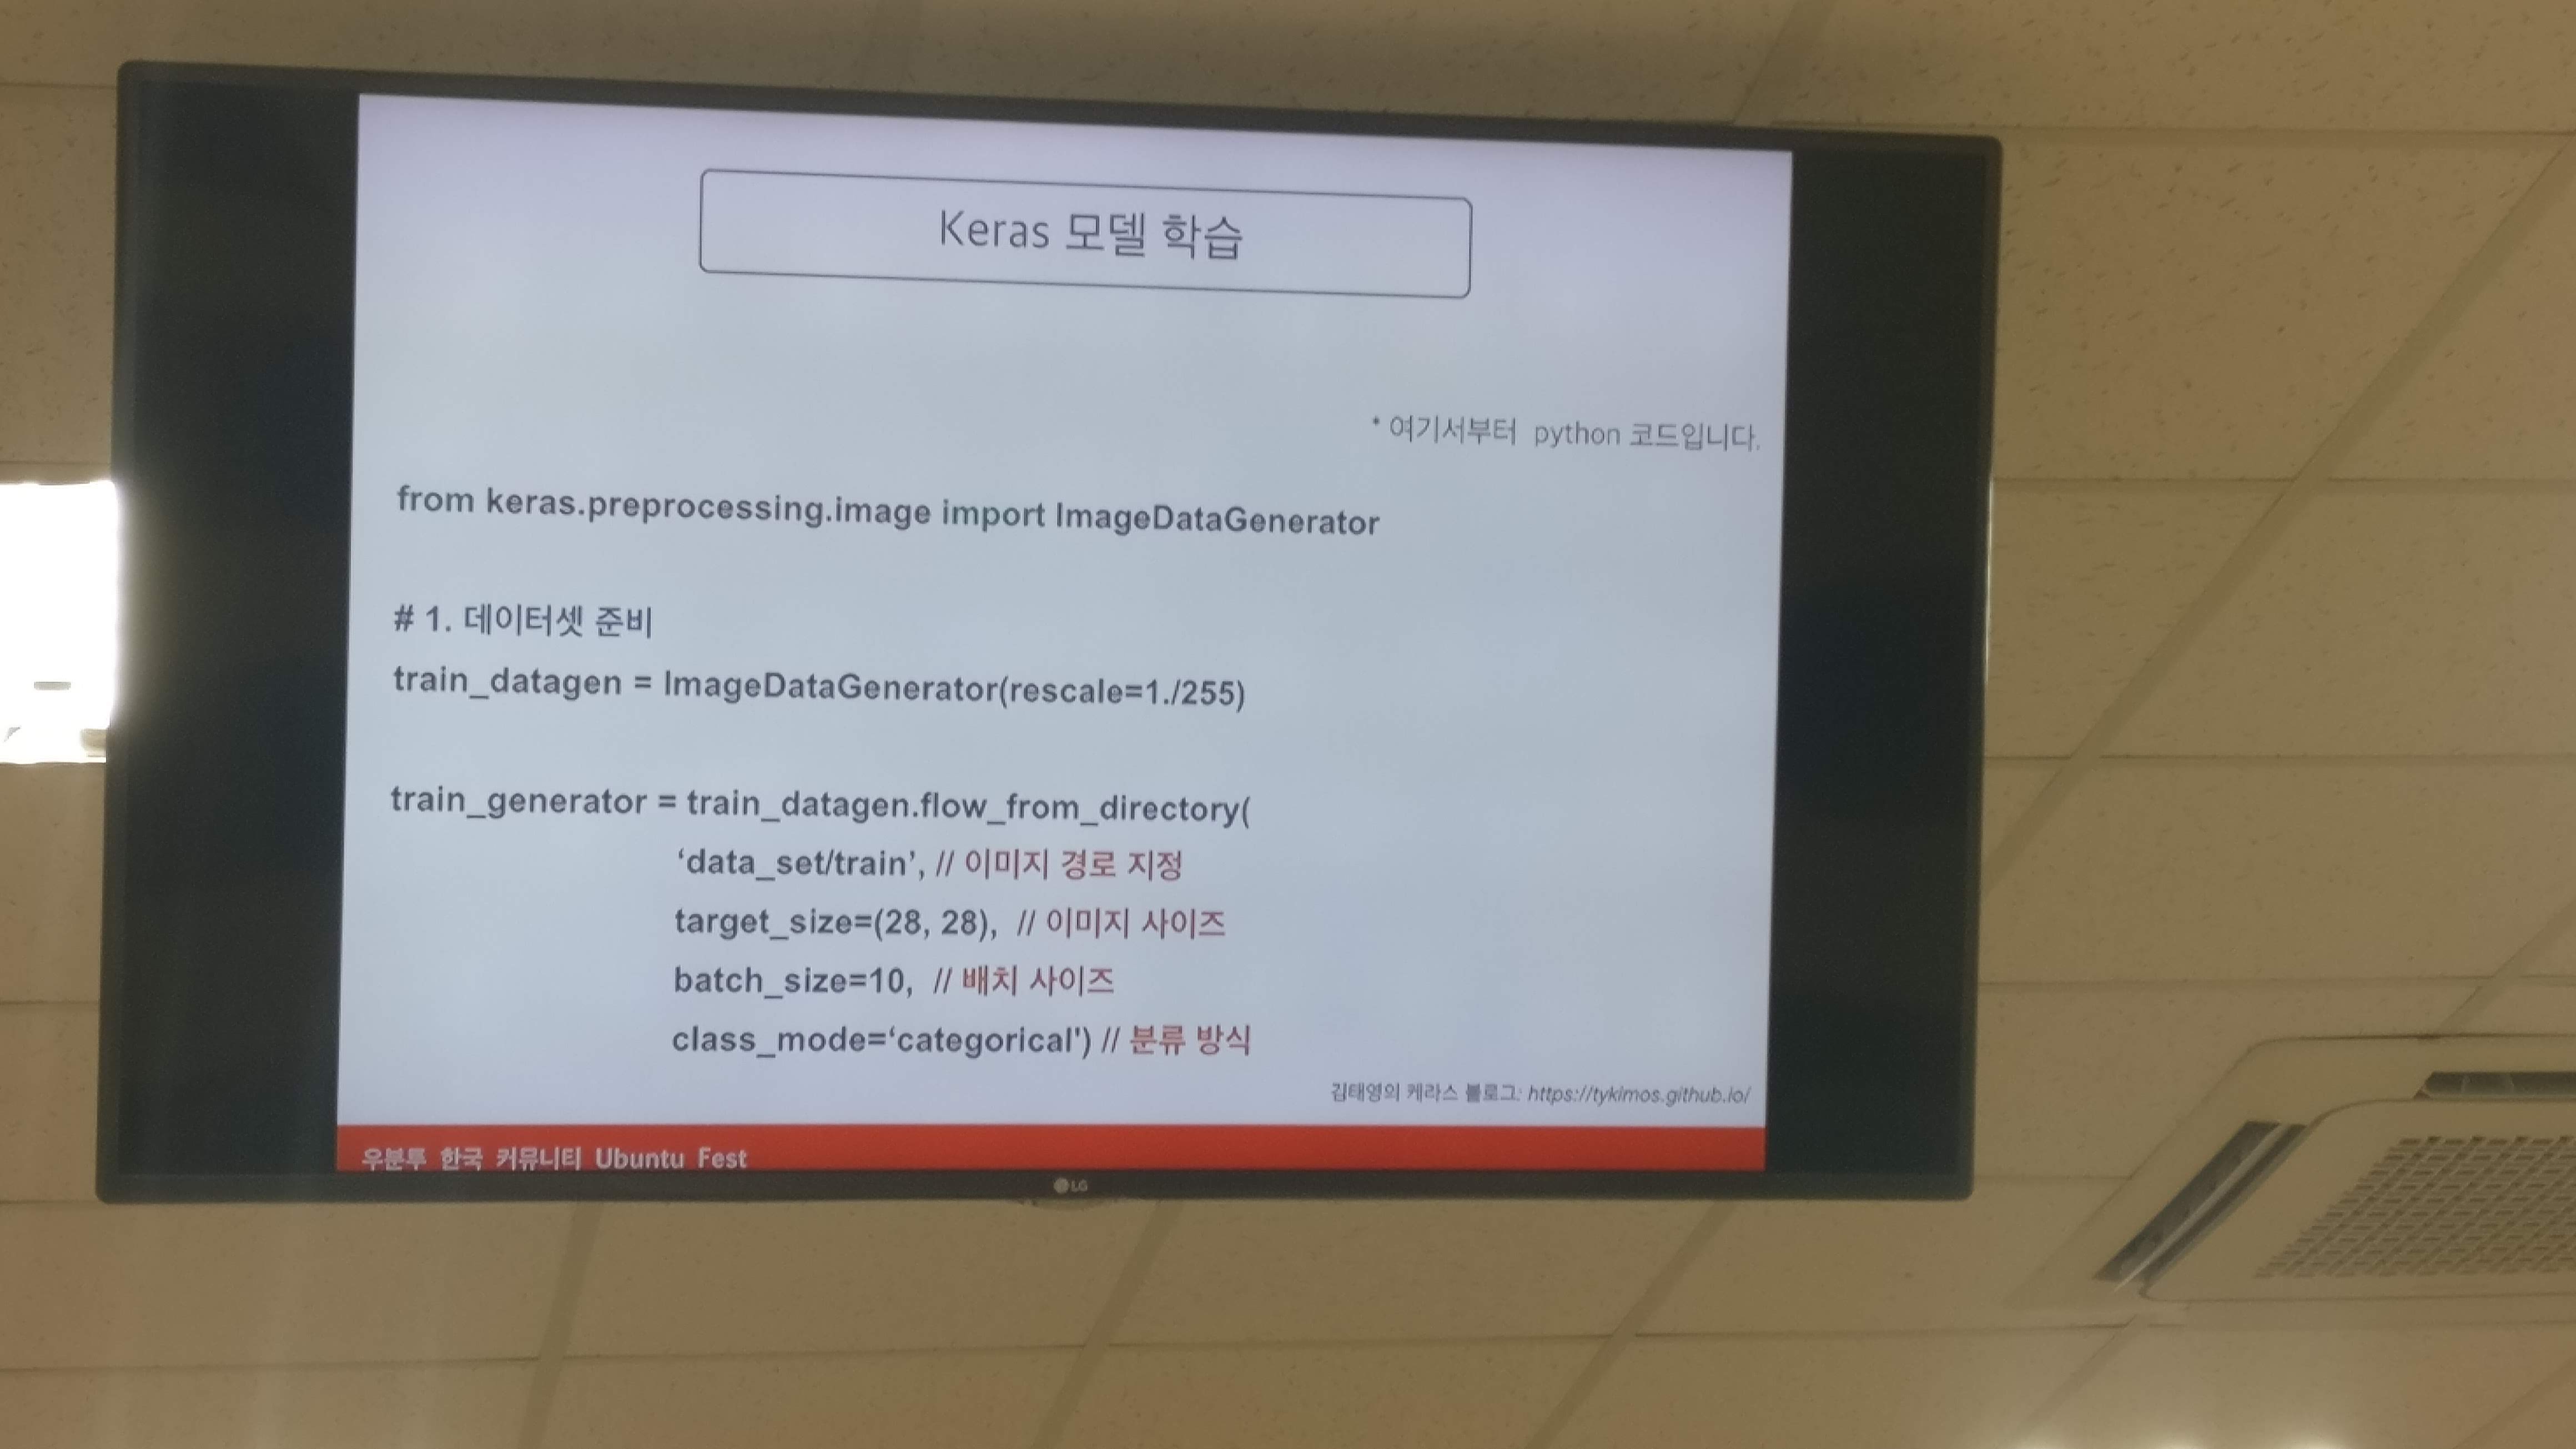 Keras 모델 학습
* 여기서부터 python 코드입니다.
from keras.preprocessing.image import ImageDataGenerator
# 1. 데이터셋 준비
train_datagen = ImageDataGenerator(rescale=1./255)
train_generator = train_datagen.flow_from_directory(
‘data_set/train’, // 이미지 경로 지정
target_size=(28, 28), // 이미지 사이즈
batch_size=10, // 배치 사이즈
class_mode=‘categorical') // 분류 방식
김태영의 케라스 블로그: https://tykimos.github.io/
우분투 한국 커뮤니티 Ubuntu Fest
LG